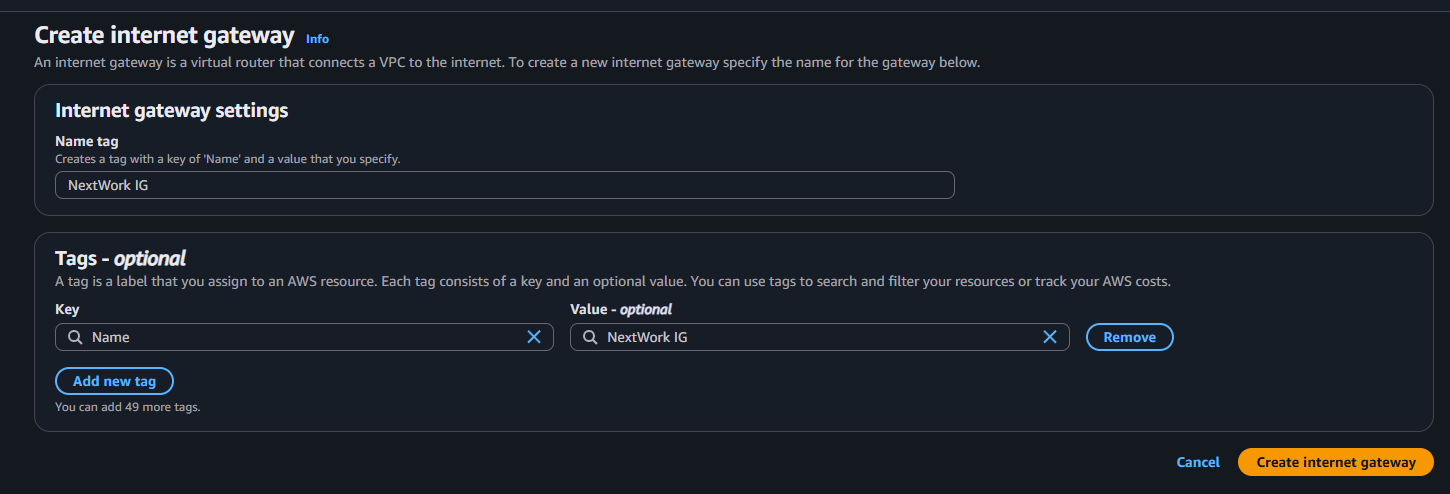 Create internet gateway Info
An internet gateway is a virtual router that connects a VPC to the internet. To create a new internet gateway specify the name for the gateway below.
Internet gateway settings
Name tag
Creates a tag with a key of 'Name' and a value that you specify.
NextWork IG
Tags - optional
A tag is a label that you assign to an AWS resource. Each tag consists of a key and an optional value. You can use tags to search and filter your resources or track your AWS costs.
Key Value - optional
Name NextWork IG Remove
Add new tag
You can add 49 more tags.
Cancel Create internet gateway